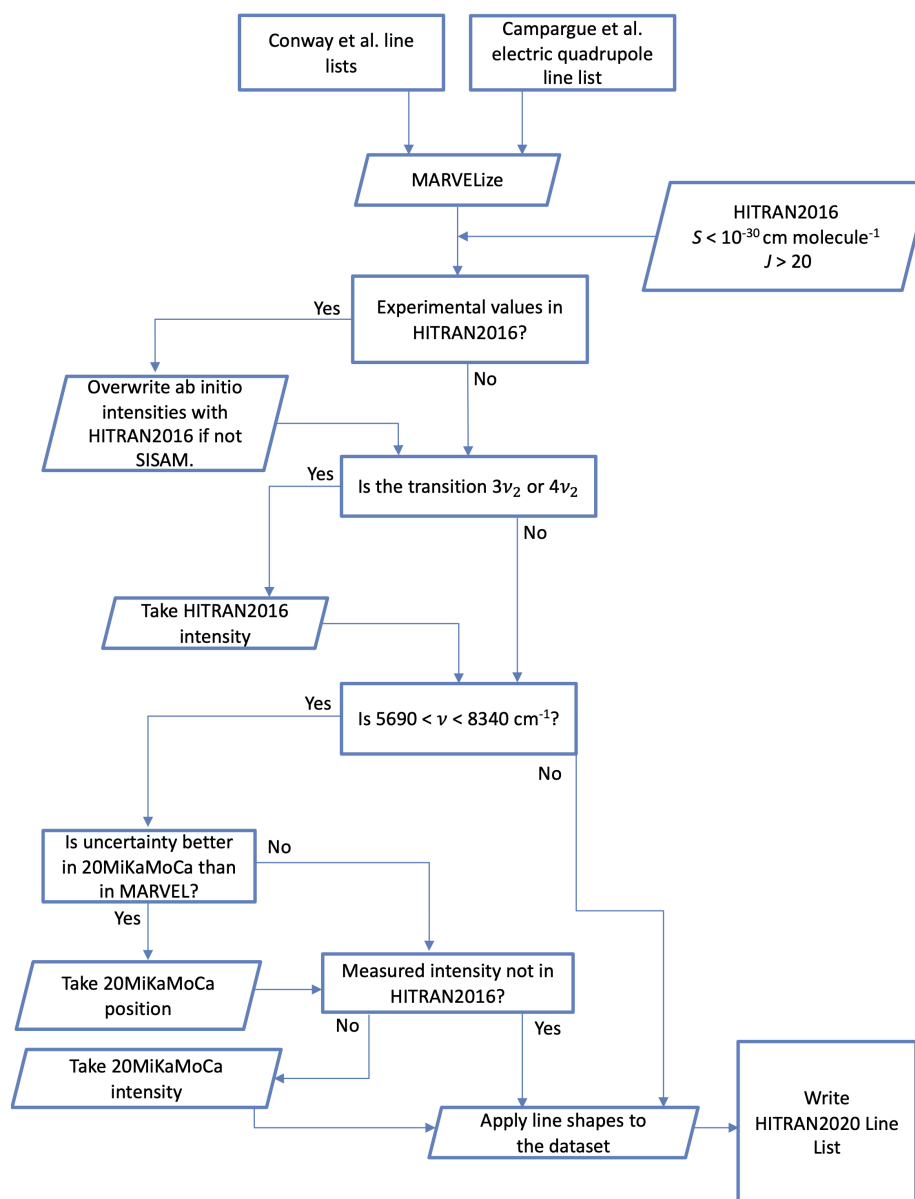 Conway et al. line
lists
Campargue et al.
electric quadrupole
line list
MARVELize
HITRAN2016
S < 10⁻³⁰ cm molecule⁻¹
J > 20
Experimental values in
HITRAN2016?
Yes
No
Overwrite ab initio
intensities with
HITRAN2016 if not
SISAM.
Is the transition 3ν₂ or 4ν₂
Yes
No
Take HITRAN2016
intensity
Is 5690 < ν < 8340 cm⁻¹?
Yes
No
Is uncertainty better
in 20MiKaMoCa than
in MARVEL?
No
Yes
Take 20MiKaMoCa
position
Measured intensity not in
HITRAN2016?
No
Yes
Take 20MiKaMoCa
intensity
Apply line shapes to
the dataset
Write
HITRAN2020 Line
List